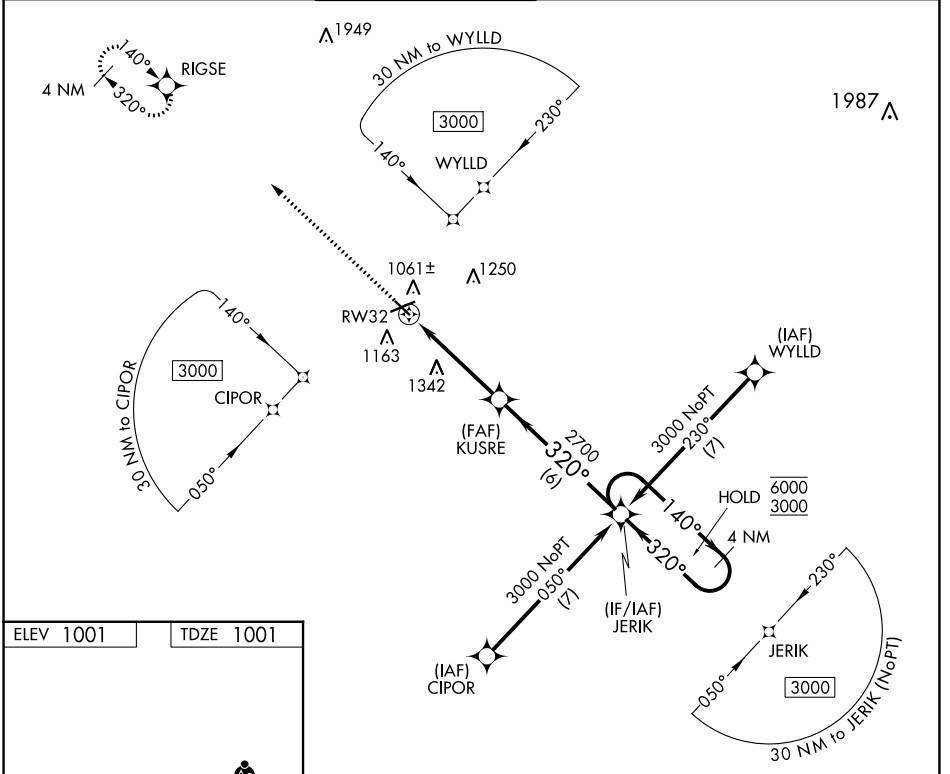 1949
30 NM to WYLLD
140°
RIGSE
4 NM
320°
3000
230°
1987
140°
WYLLD
1061±
1250
RW32
1163
1342
140°
3000
CIPOR
30 NM to CIPOR
050°
(IAF)
WYLLD
(FAF)
KUSRE
2700
320°
(6)
3000 NoPT
230°
(7)
HOLD
6000
3000
140°
4 NM
320°
3000 NoPT
050°
(7)
(IF/IAF)
JERIK
(IAF)
CIPOR
230°
JERIK
050°
3000
30 NM to JERIK (NoPT)
ELEV 1001
TDZE 1001